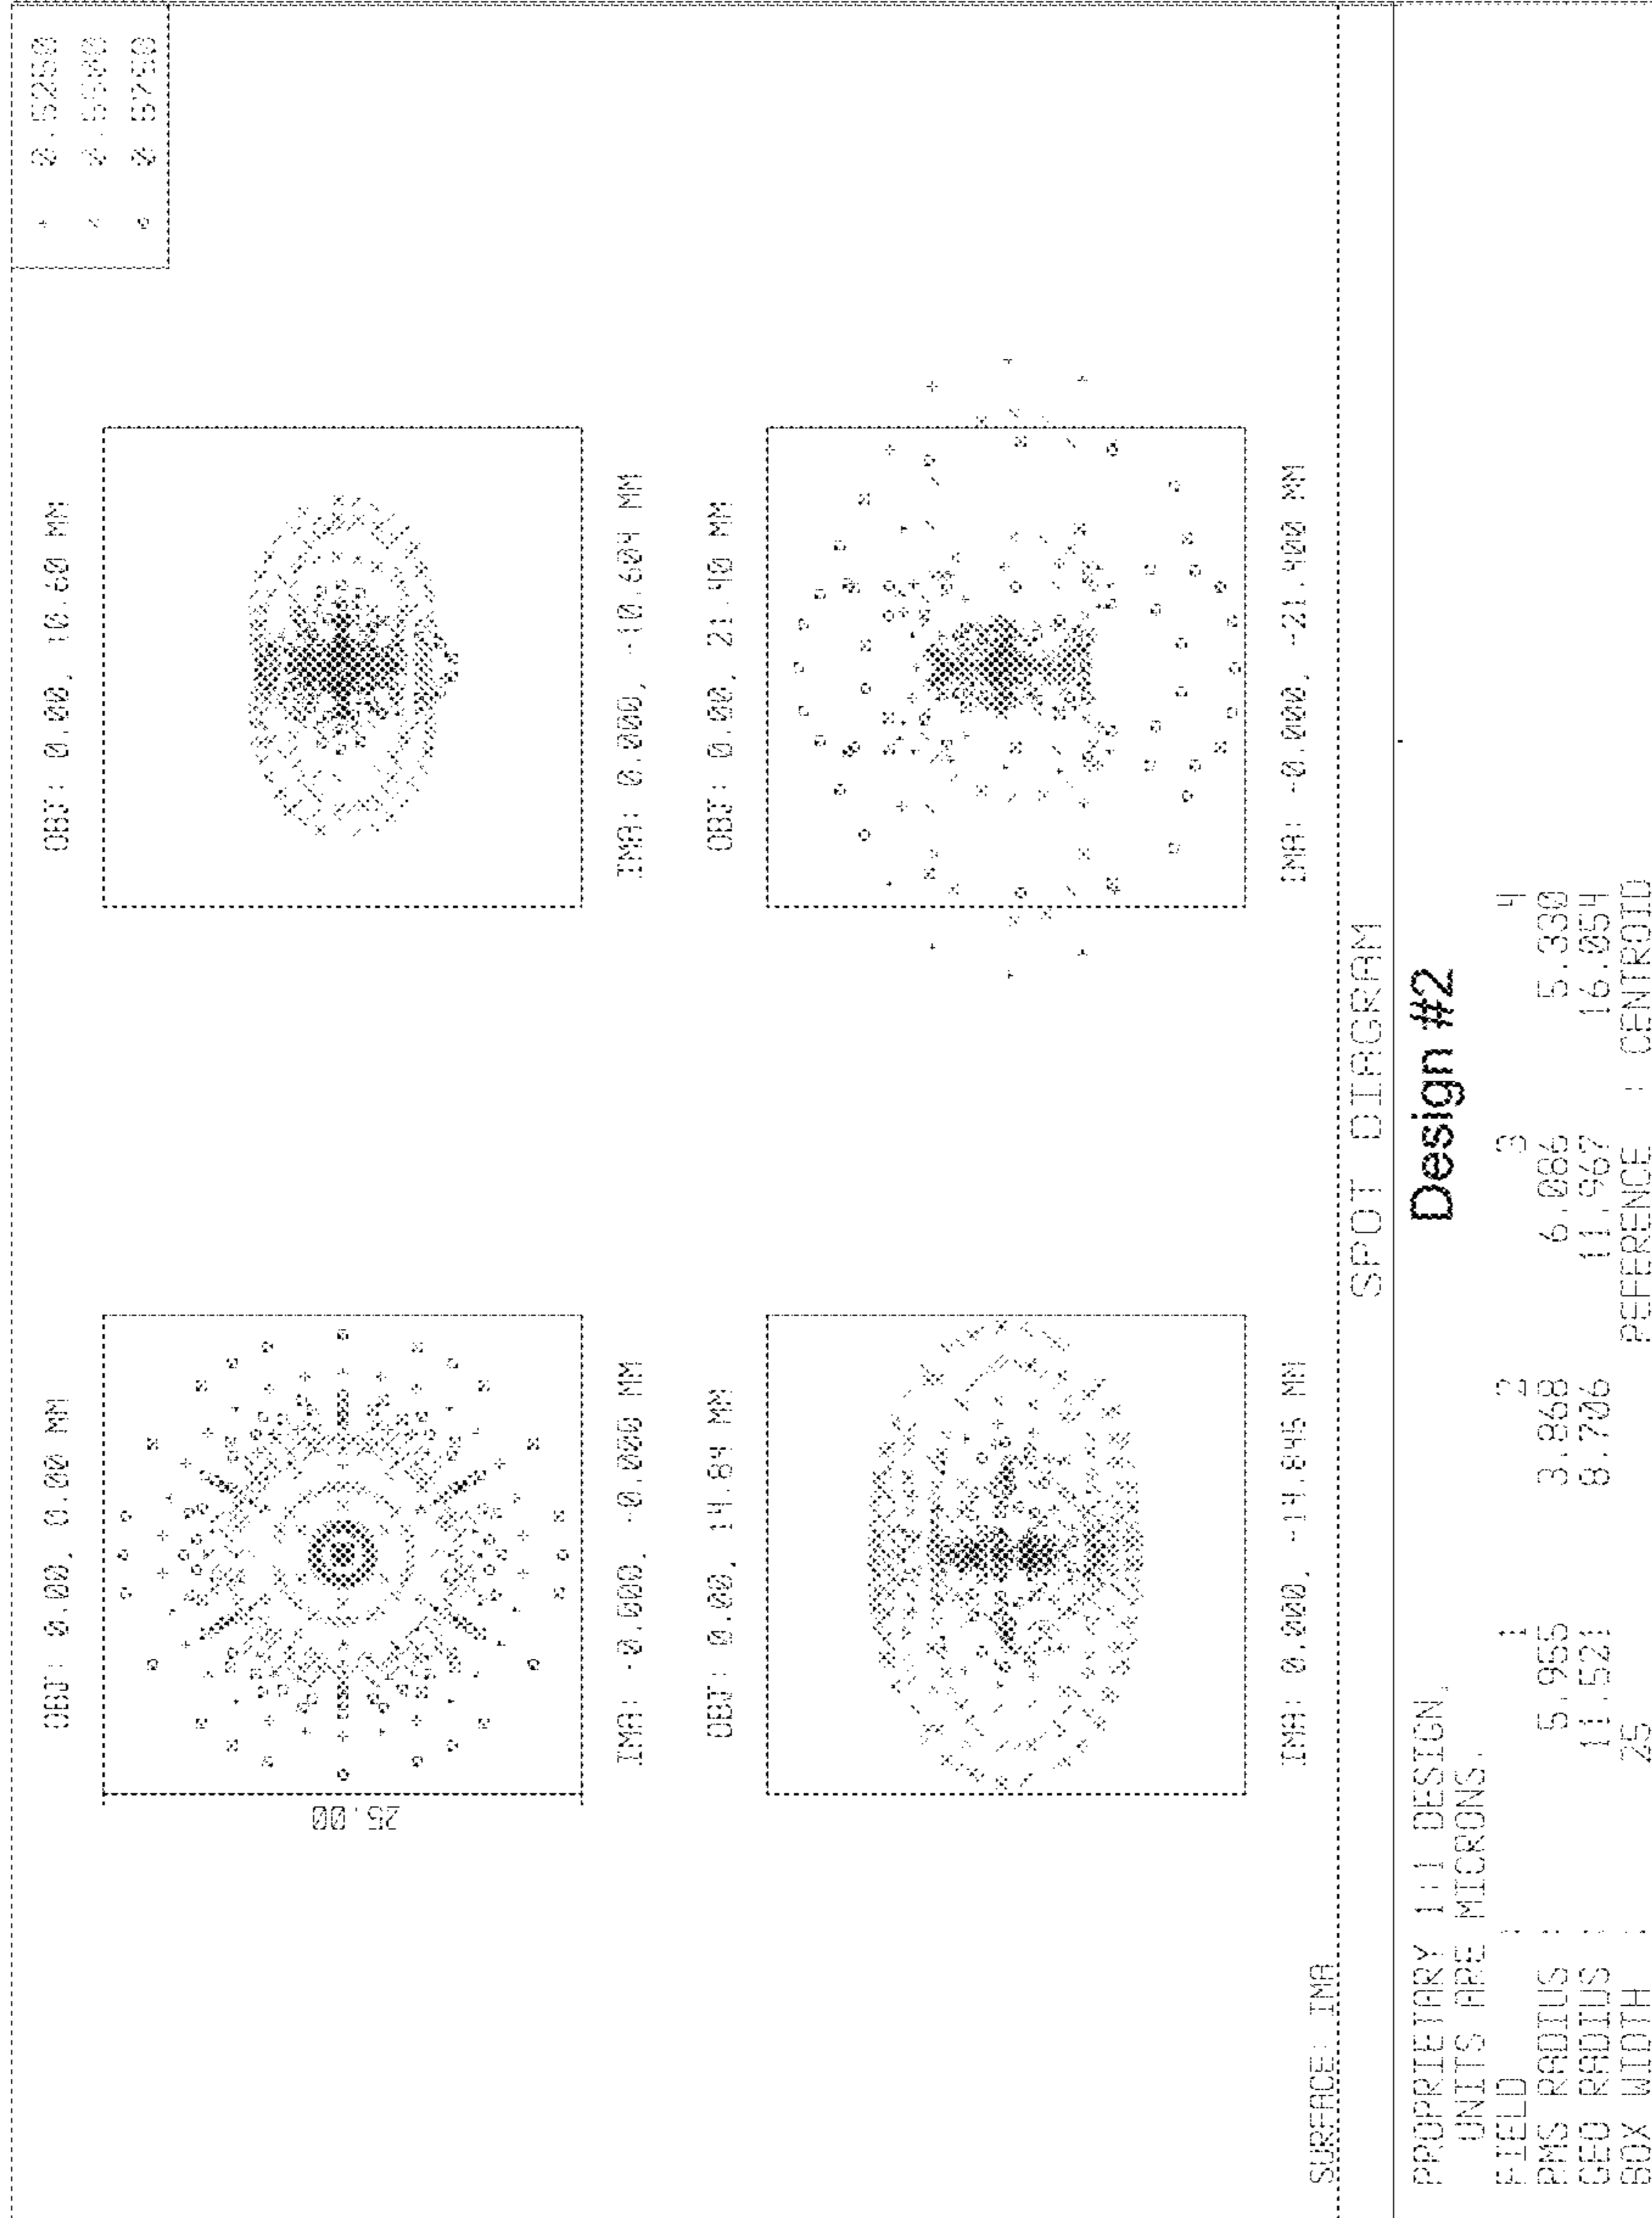 + 0.5250
× 0.5500
0.5750
OBJ: 0.00, 0.00 MM
OBJ: 0.00, 10.60 MM
25.00
IMA: -0.000, -0.000 MM
IMA: 0.000, -10.604 MM
OBJ: 0.00, 14.84 MM
OBJ: 0.00, 21.40 MM
IMA: 0.000, -14.845 MM
IMA: -0.000, -21.400 MM
SURFACE: IMA
SPOT DIAGRAM
PROPRIETARY 1:1 DESIGN.
Design #2
UNITS ARE MICRONS.
FIELD : 1 2 3 4
RMS RADIUS : 5.955 3.868 6.086 5.330
GEO RADIUS : 11.521 8.706 11.967 16.054
BOX WIDTH : 25 REFERENCE : CENTROID